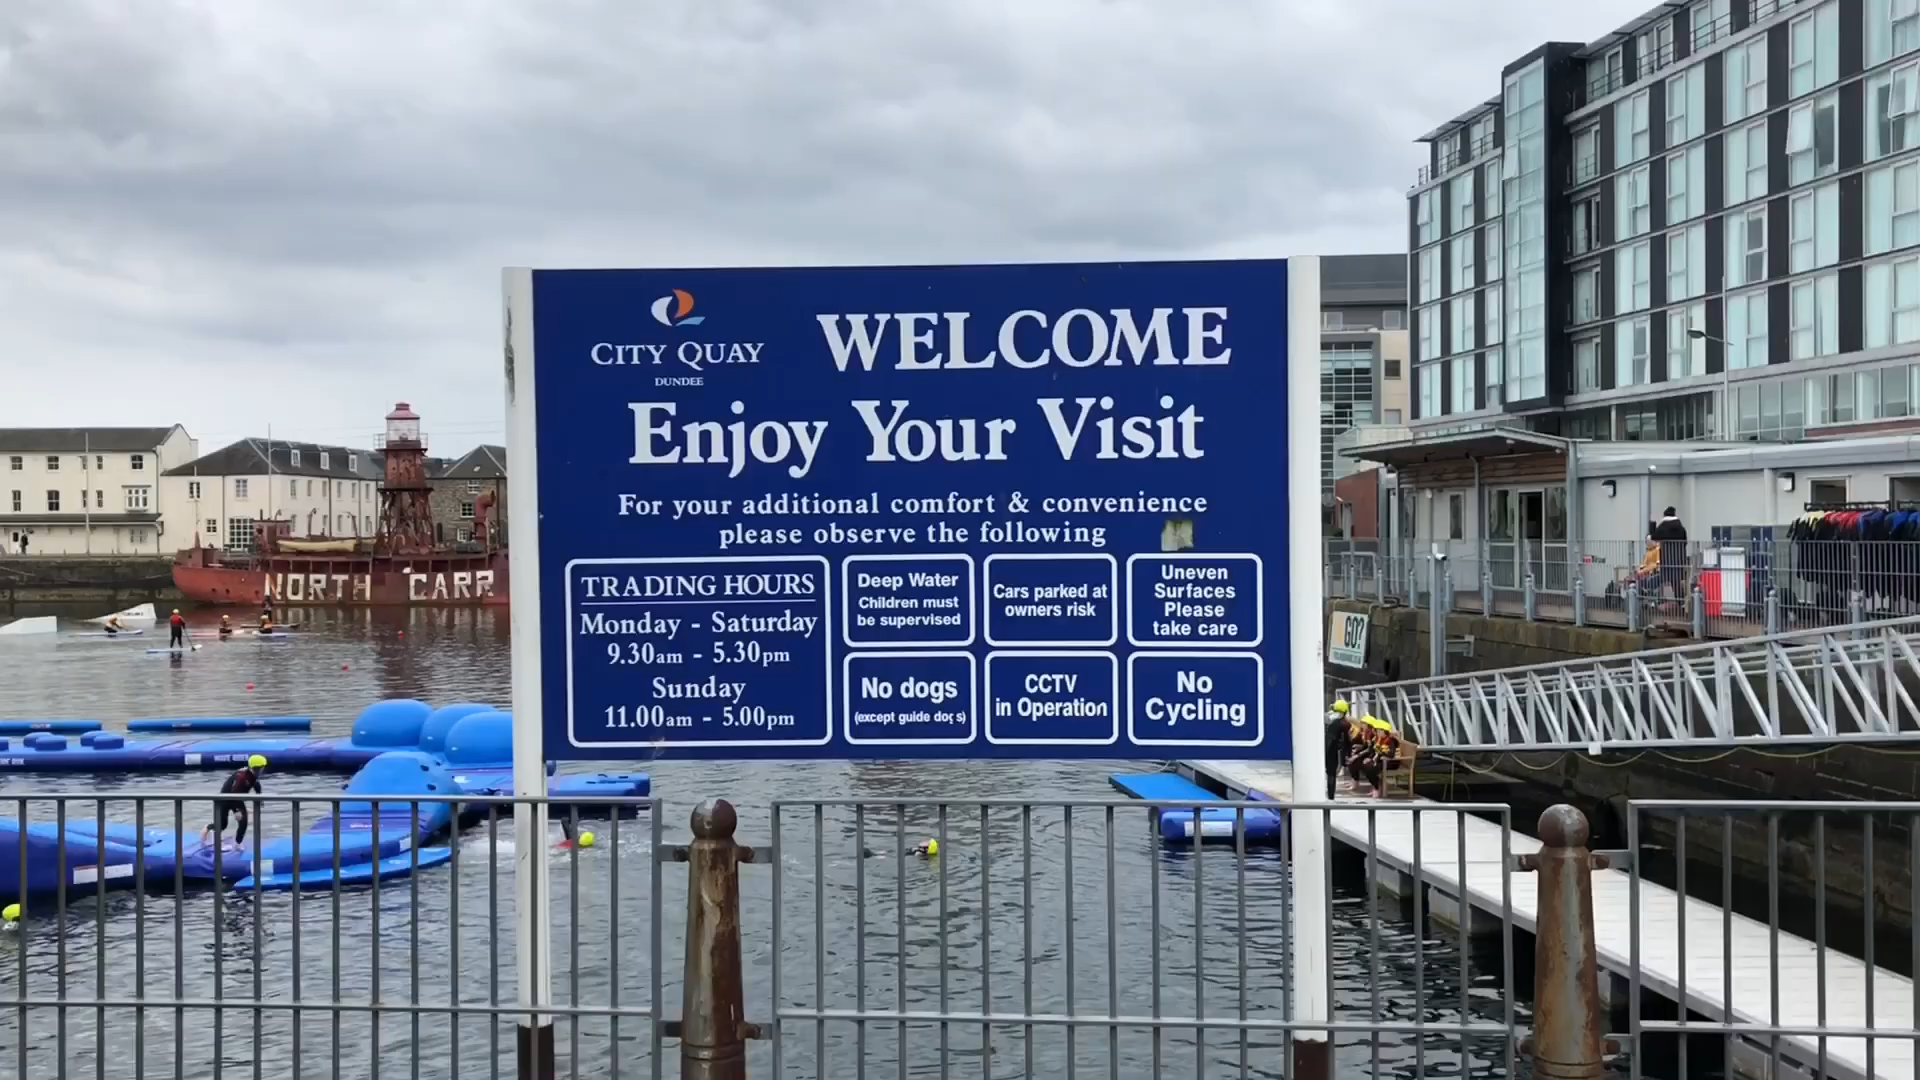 CITY QUAY
DUNDEE
WELCOME
Enjoy Your Visit
For your additional comfort & convenience
please observe the following
TRADING HOURS
Monday - Saturday
9.30am - 5.30pm
Sunday
11.00am - 5.00pm
Deep Water
Children must
be supervised
Cars parked at
owners risk
Uneven
Surfaces
Please
take care
No dogs
(except guide dogs)
CCTV
in Operation
No
Cycling
NORTH CARR
GO?